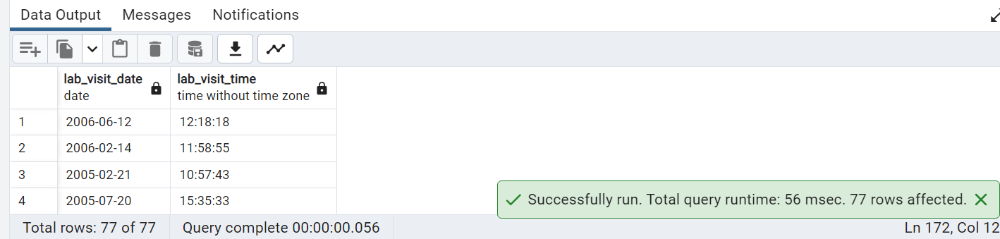 Data Output Messages Notifications
lab_visit_date lab_visit_time
date time without time zone
1 2006-06-12 12:18:18
2 2006-02-14 11:58:55
3 2005-02-21 10:57:43
4 2005-07-20 15:35:33
Successfully run. Total query runtime: 56 msec. 77 rows affected.
Total rows: 77 of 77 Query complete 00:00:00.056 Ln 172, Col 12